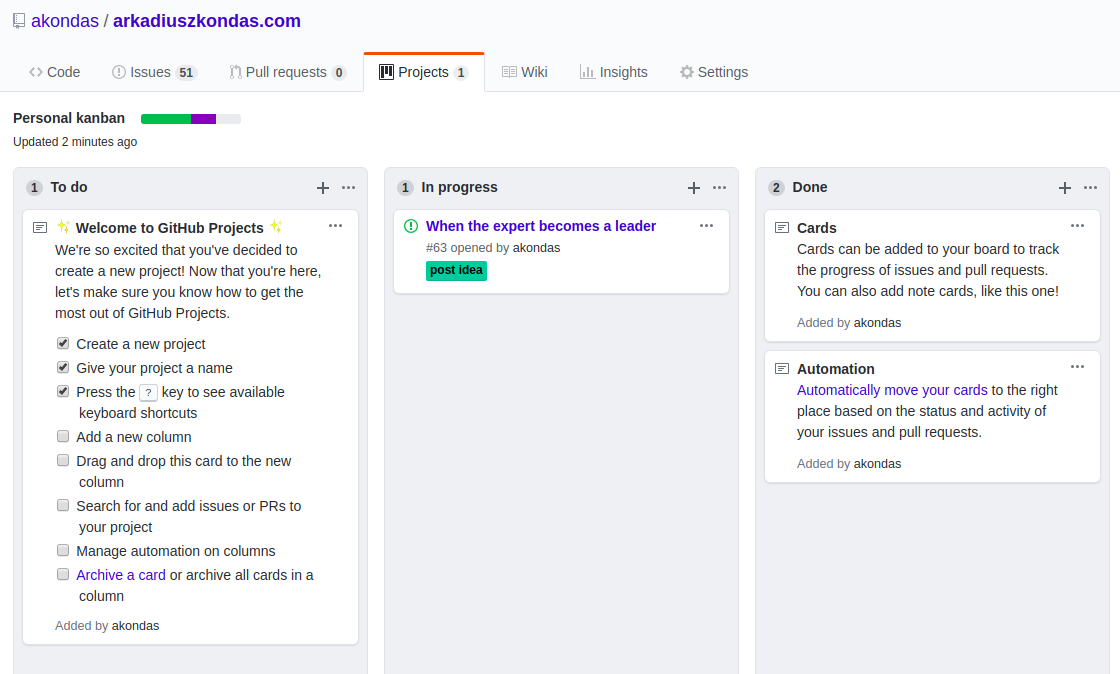 akondas / arkadiuszkondas.com
Code Issues 51 Pull requests 0 Projects 1 Wiki Insights Settings
Personal kanban
Updated 2 minutes ago
1 To do
Welcome to GitHub Projects
We're so excited that you've decided to
create a new project! Now that you're here,
let's make sure you know how to get the
most out of GitHub Projects.
Create a new project
Give your project a name
Press the ? key to see available
keyboard shortcuts
Add a new column
Drag and drop this card to the new
column
Search for and add issues or PRs to
your project
Manage automation on columns
Archive a card or archive all cards in a
column
Added by akondas
1 In progress
When the expert becomes a leader
#63 opened by akondas
post idea
2 Done
Cards
Cards can be added to your board to track
the progress of issues and pull requests.
You can also add note cards, like this one!
Added by akondas
Automation
Automatically move your cards to the right
place based on the status and activity of
your issues and pull requests.
Added by akondas